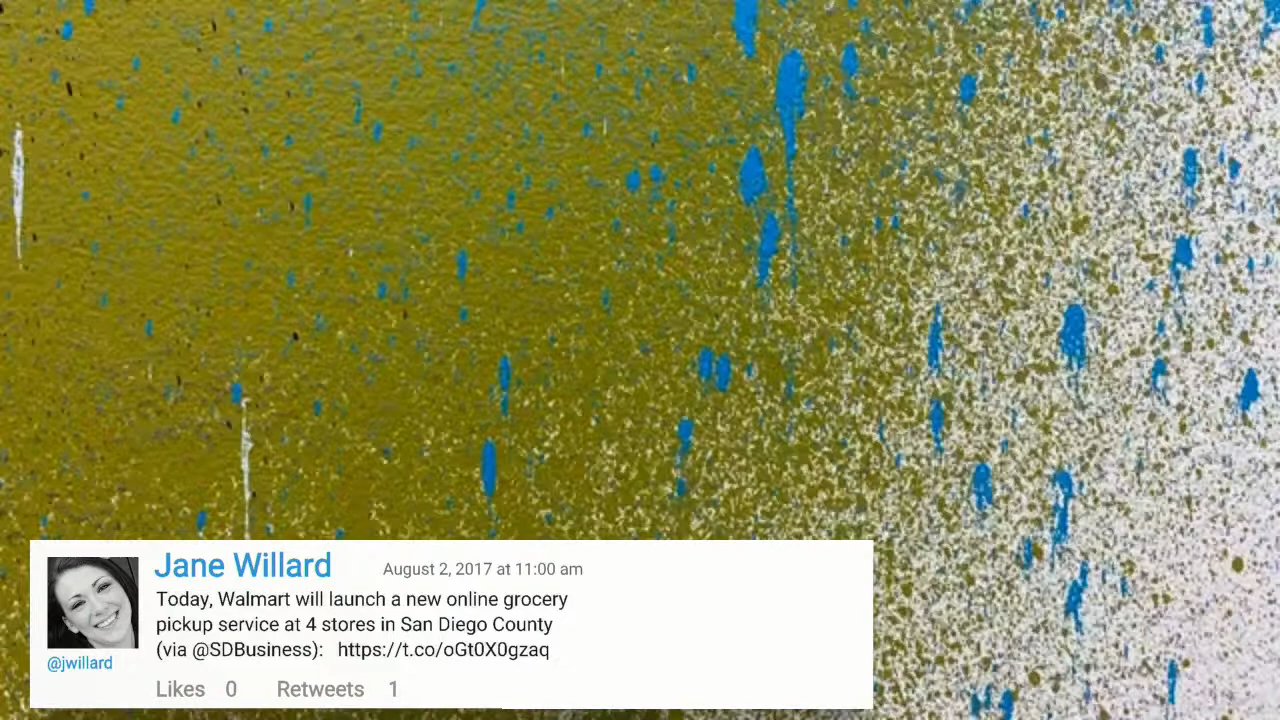 Jane Willard August 2, 2017 at 11:00 am
Today, Walmart will launch a new online grocery
pickup service at 4 stores in San Diego County
(via @SDBusiness): https://t.co/oGt0X0gzaq
@jwillard
Likes 0 Retweets 1